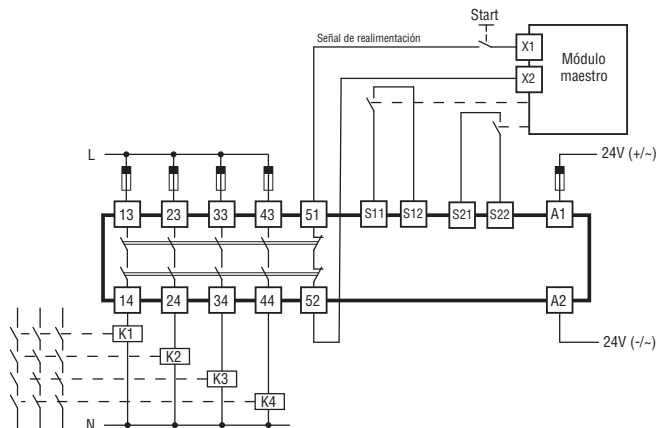 Start
Señal de realimentación
X1
Módulo
maestro
X2
L
24V (+/~)
13
23
33
43
51
S11
S12
S21
S22
A1
14
24
34
44
52
A2
K1
K2
24V (-/~)
K3
K4
N